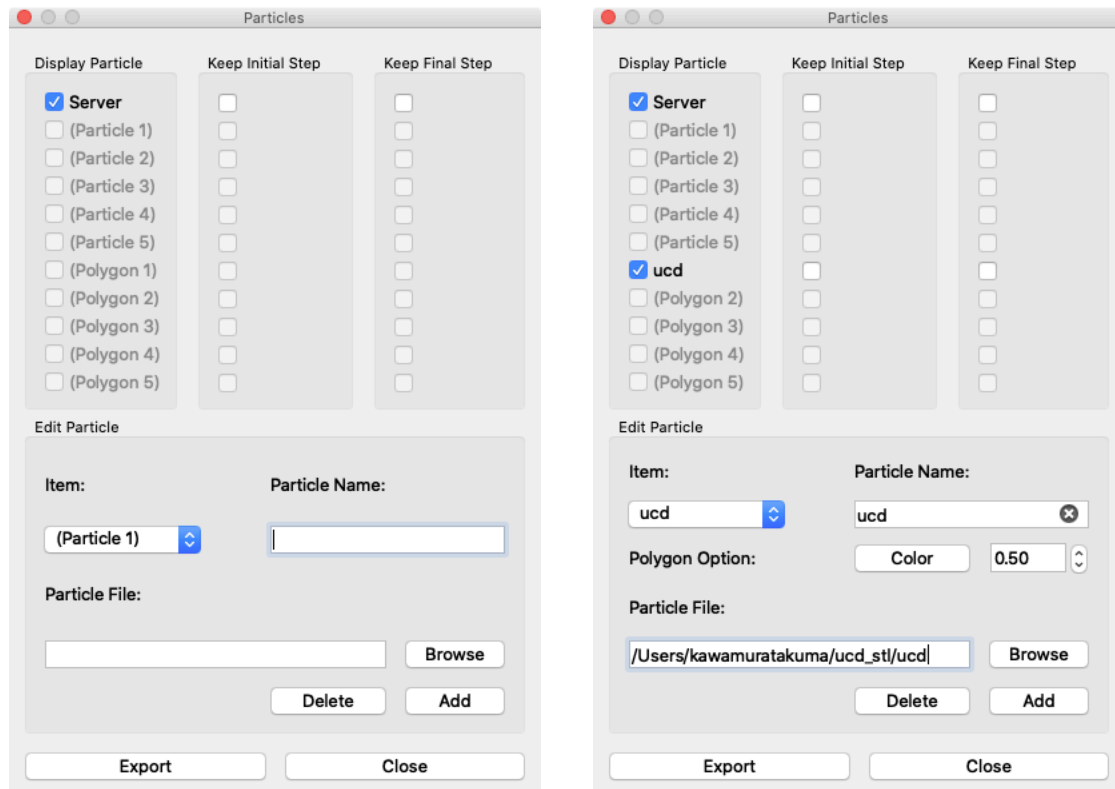 Particles
Display Particle Keep Initial Step Keep Final Step
Server
(Particle 1)
(Particle 2)
(Particle 3)
(Particle 4)
(Particle 5)
(Polygon 1)
(Polygon 2)
(Polygon 3)
(Polygon 4)
(Polygon 5)
Edit Particle
Item: Particle Name:
(Particle 1)
Particle File:
Browse
Delete Add
Export Close
Particles
Display Particle Keep Initial Step Keep Final Step
Server
(Particle 1)
(Particle 2)
(Particle 3)
(Particle 4)
(Particle 5)
ucd
(Polygon 2)
(Polygon 3)
(Polygon 4)
(Polygon 5)
Edit Particle
Item: Particle Name:
ucd ucd
Polygon Option: Color 0.50
Particle File:
/Users/kawamuratakuma/ucd_stl/ucd Browse
Delete Add
Export Close